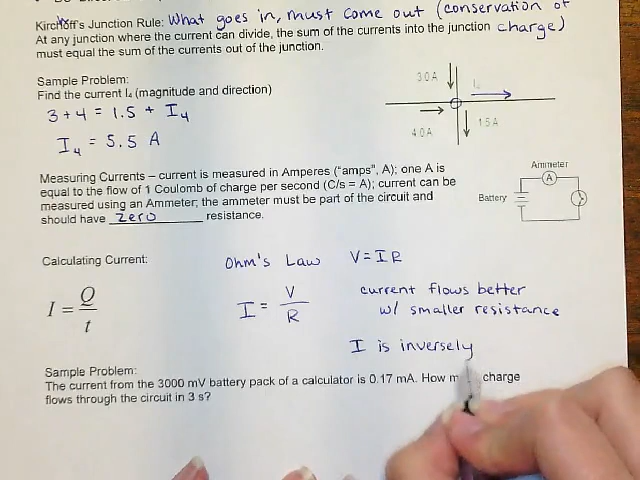 Kirchoff's Junction Rule: What goes in, must come out (conservation of
At any junction where the current can divide, the sum of the currents into the junction charge)
must equal the sum of the currents out of the junction.
Sample Problem:
Find the current I₄ (magnitude and direction)
3 + 4 = 1.5 + I₄
I₄ = 5.5 A
3.0 A
I₄
4.0 A
1.5 A
Measuring Currents – current is measured in Amperes ("amps", A); one A is
equal to the flow of 1 Coulomb of charge per second (C/s = A); current can be
measured using an Ammeter; the ammeter must be part of the circuit and
should have zero resistance.
Ammeter
A
Battery
Calculating Current:
Ohm's Law V = IR
I = Q/t
I = V/R
current flows better
w/ smaller resistance
I is inversely
Sample Problem:
The current from the 3000 mV battery pack of a calculator is 0.17 mA. How charge
flows through the circuit in 3 s?